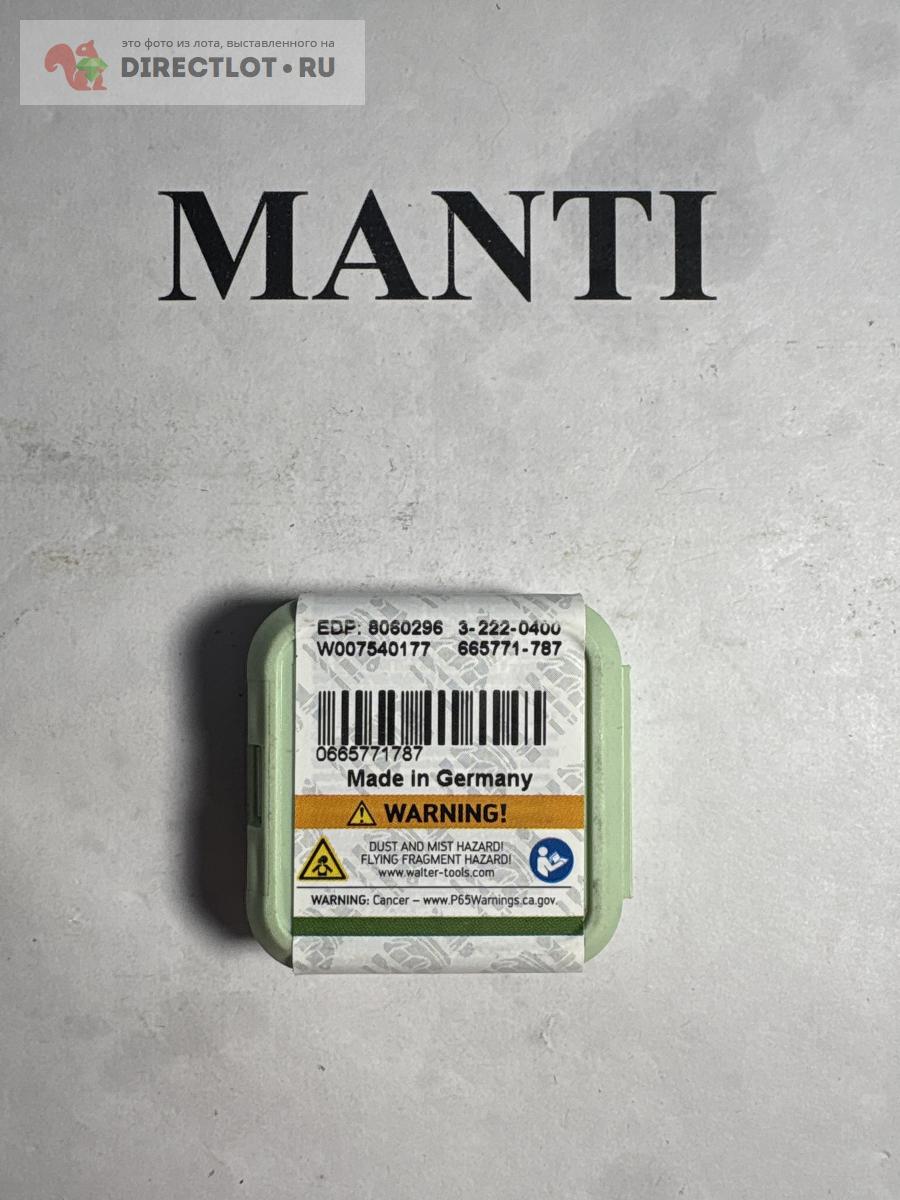 это фото из лота, выставленного на
DIRECTLOT•RU
MANTI
EDP: 8060296 3-222-0400
W007540177 665771-787
0665771787
Made in Germany
WARNING!
DUST AND MIST HAZARD!
FLYING FRAGMENT HAZARD!
www.walter-tools.com
WARNING: Cancer – www.P65Warnings.ca.gov.